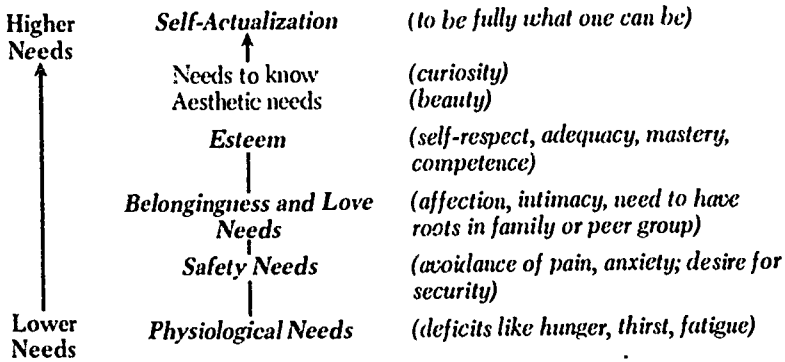 Higher Needs
Self-Actualization (to be fully what one can be)
Needs to know (curiosity)
Aesthetic needs (beauty)
Esteem (self-respect, adequacy, mastery, competence)
Belongingness and Love Needs (affection, intimacy, need to have roots in family or peer group)
Safety Needs (avoidance of pain, anxiety; desire for security)
Lower Needs
Physiological Needs (deficits like hunger, thirst, fatigue)